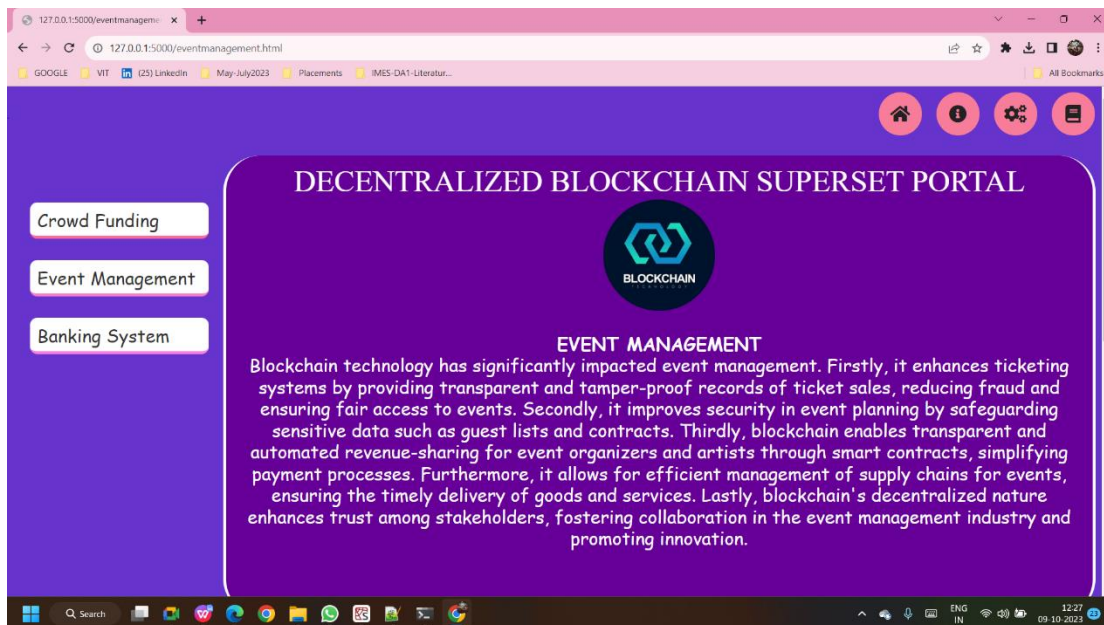 127.0.0.1:5000/eventmanageme
127.0.0.1:5000/eventmanagement.html
GOOGLE VIT (25) LinkedIn May-July2023 Placements IMES-DA1-Literatur... All Bookmarks
DECENTRALIZED BLOCKCHAIN SUPERSET PORTAL
BLOCKCHAIN
TECHNOLOGY
Crowd Funding
Event Management
Banking System
EVENT MANAGEMENT
Blockchain technology has significantly impacted event management. Firstly, it enhances ticketing
systems by providing transparent and tamper-proof records of ticket sales, reducing fraud and
ensuring fair access to events. Secondly, it improves security in event planning by safeguarding
sensitive data such as guest lists and contracts. Thirdly, blockchain enables transparent and
automated revenue-sharing for event organizers and artists through smart contracts, simplifying
payment processes. Furthermore, it allows for efficient management of supply chains for events,
ensuring the timely delivery of goods and services. Lastly, blockchain's decentralized nature
enhances trust among stakeholders, fostering collaboration in the event management industry and
promoting innovation.
Search
ENG
IN
12:27
09-10-2023
23